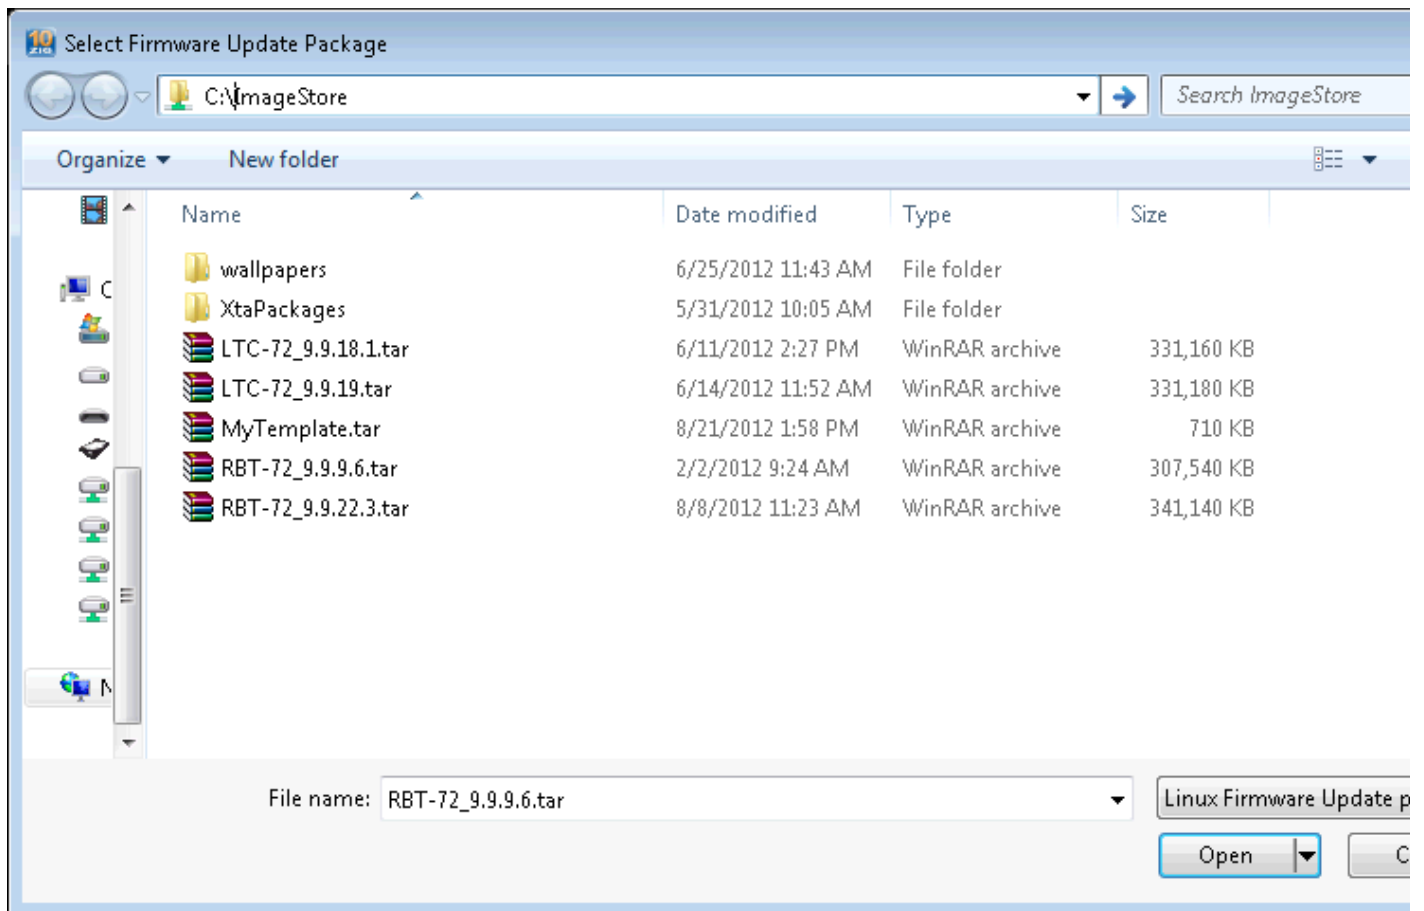 10 ZiG Select Firmware Update Package
C:\ImageStore Search ImageStore
Organize New folder
Name Date modified Type Size
wallpapers 6/25/2012 11:43 AM File folder
C
XtaPackages 5/31/2012 10:05 AM File folder
LTC-72_9.9.18.1.tar 6/11/2012 2:27 PM WinRAR archive 331,160 KB
LTC-72_9.9.19.tar 6/14/2012 11:52 AM WinRAR archive 331,180 KB
MyTemplate.tar 8/21/2012 1:58 PM WinRAR archive 710 KB
RBT-72_9.9.9.6.tar 2/2/2012 9:24 AM WinRAR archive 307,540 KB
RBT-72_9.9.22.3.tar 8/8/2012 11:23 AM WinRAR archive 341,140 KB
N
File name: RBT-72_9.9.9.6.tar Linux Firmware Update p
Open C